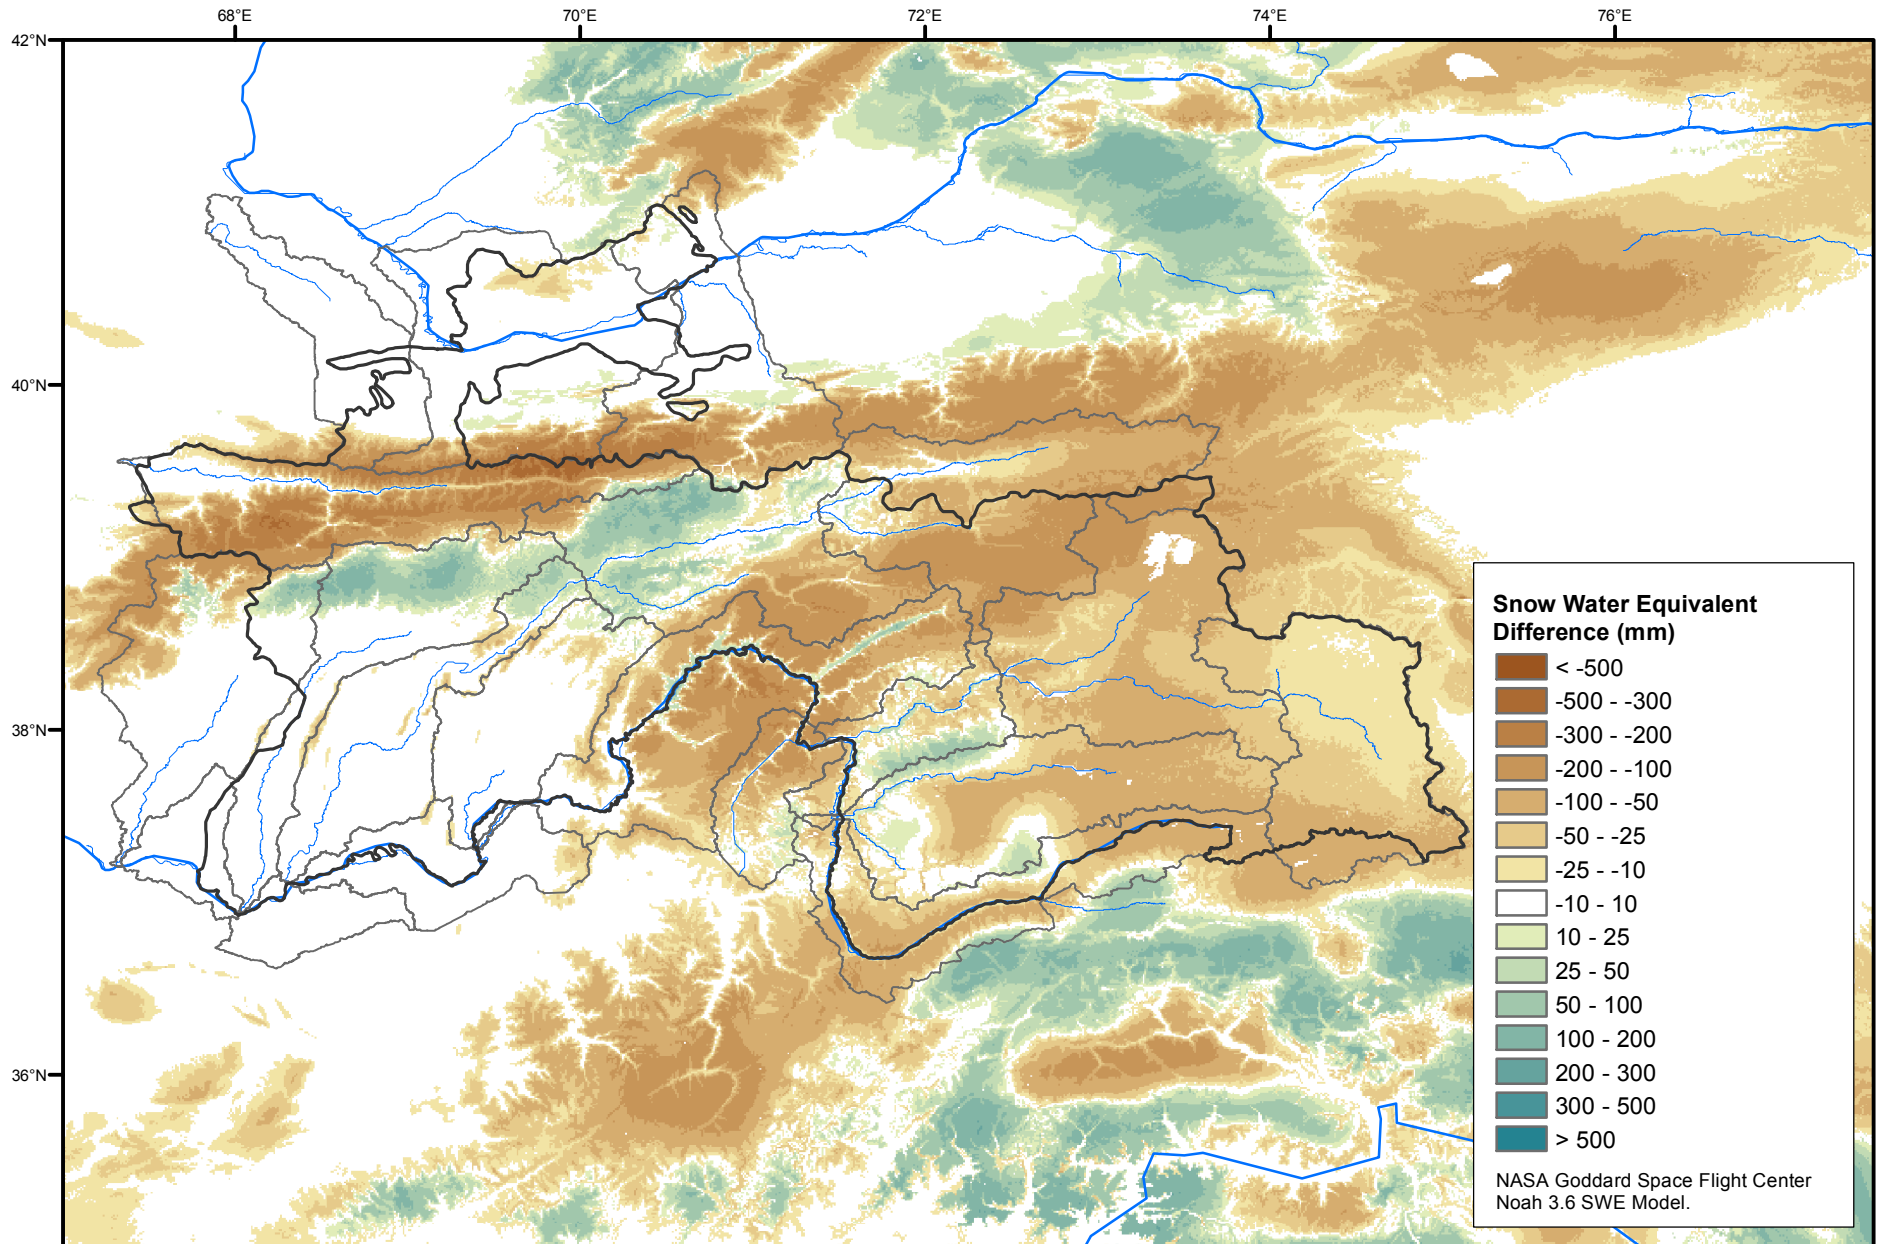 68°E
70°E
72°E
74°E
76°E
42°N
40°N
38°N
36°N
Snow Water Equivalent
Difference (mm)
< -500
-500 - -300
-300 - -200
-200 - -100
-100 - -50
-50 - -25
-25 - -10
-10 - 10
10 - 25
25 - 50
50 - 100
100 - 200
200 - 300
300 - 500
> 500
NASA Goddard Space Flight Center
Noah 3.6 SWE Model.